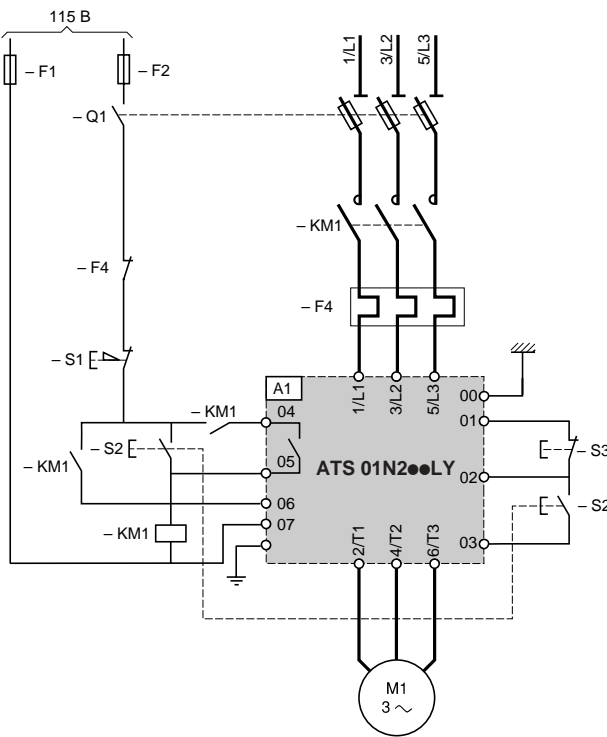 115 В
– F1
– F2
1/L1
3/L2
5/L3
– Q1
– KM1
– F4
– F4
– S1
A1
1/L1
3/L2
5/L3
00
– KM1
04
01
– S2
– S3
– KM1
05
ATS 01N2●●LY
02
06
– S2
07
– KM1
2/T1
4/T2
6/T3
03
M1
3 ~